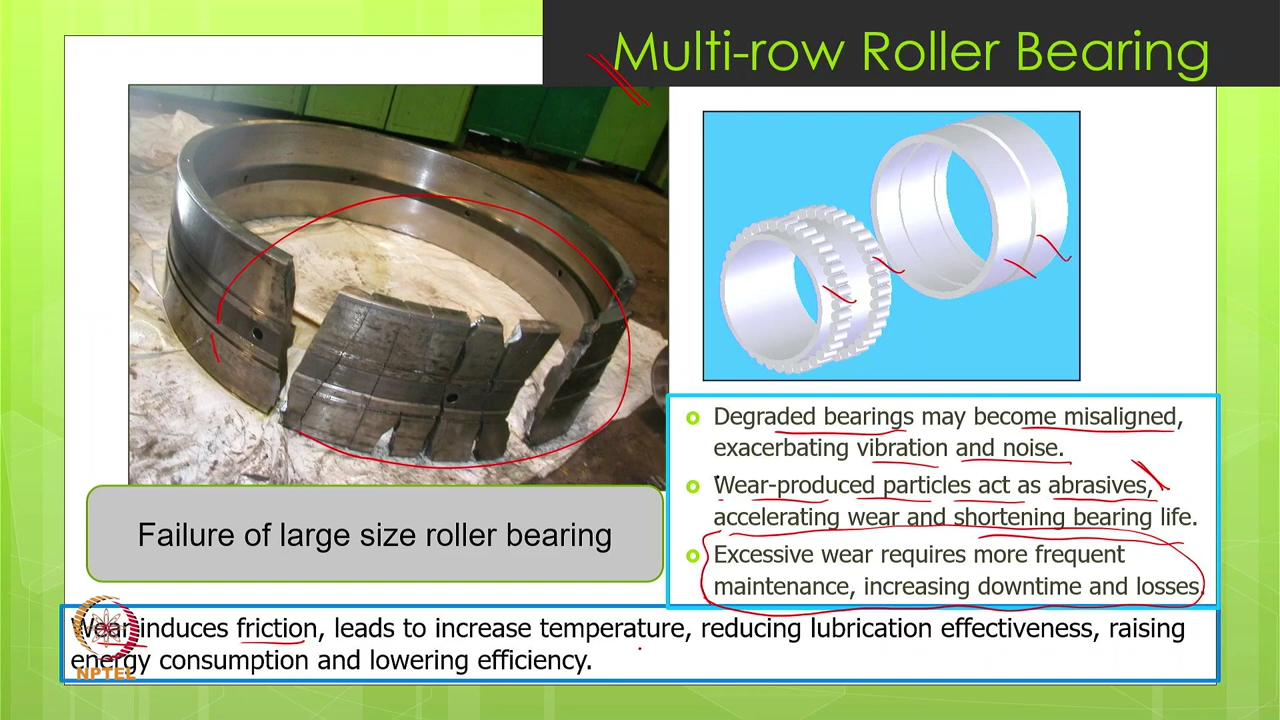 Multi-row Roller Bearing
Failure of large size roller bearing
Degraded bearings may become misaligned,
exacerbating vibration and noise.
Wear-produced particles act as abrasives,
accelerating wear and shortening bearing life.
Excessive wear requires more frequent
maintenance, increasing downtime and losses.
Wear induces friction, leads to increase temperature, reducing lubrication effectiveness, raising
energy consumption and lowering efficiency.
NPTEL